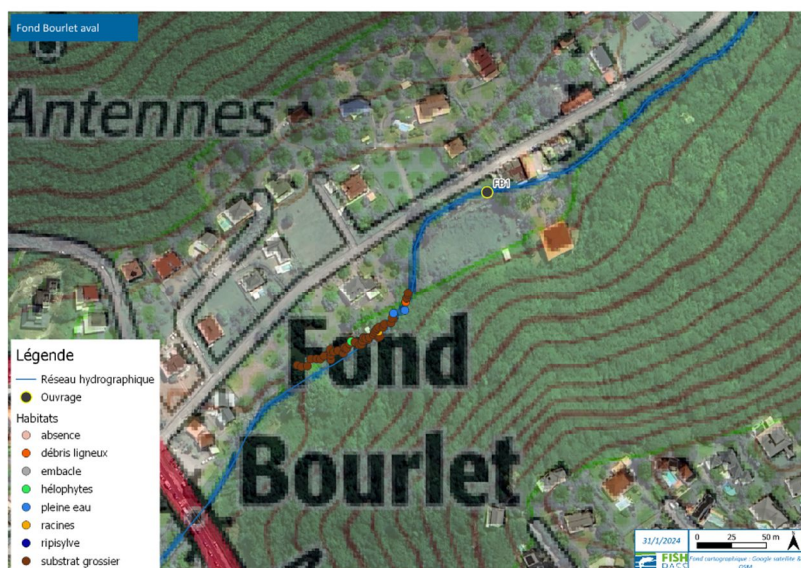 Fond Bourlet aval
Antennes
FB1
Fond
Bourlet
Légende
Réseau hydrographique
Ouvrage
Habitats
absence
débris ligneux
embacle
hélophytes
pleine eau
racines
ripisylve
substrat grossier
31/1/2024
0 25 50 m
FISH
PASS
Fond cartographique : Google satellite &
OSM